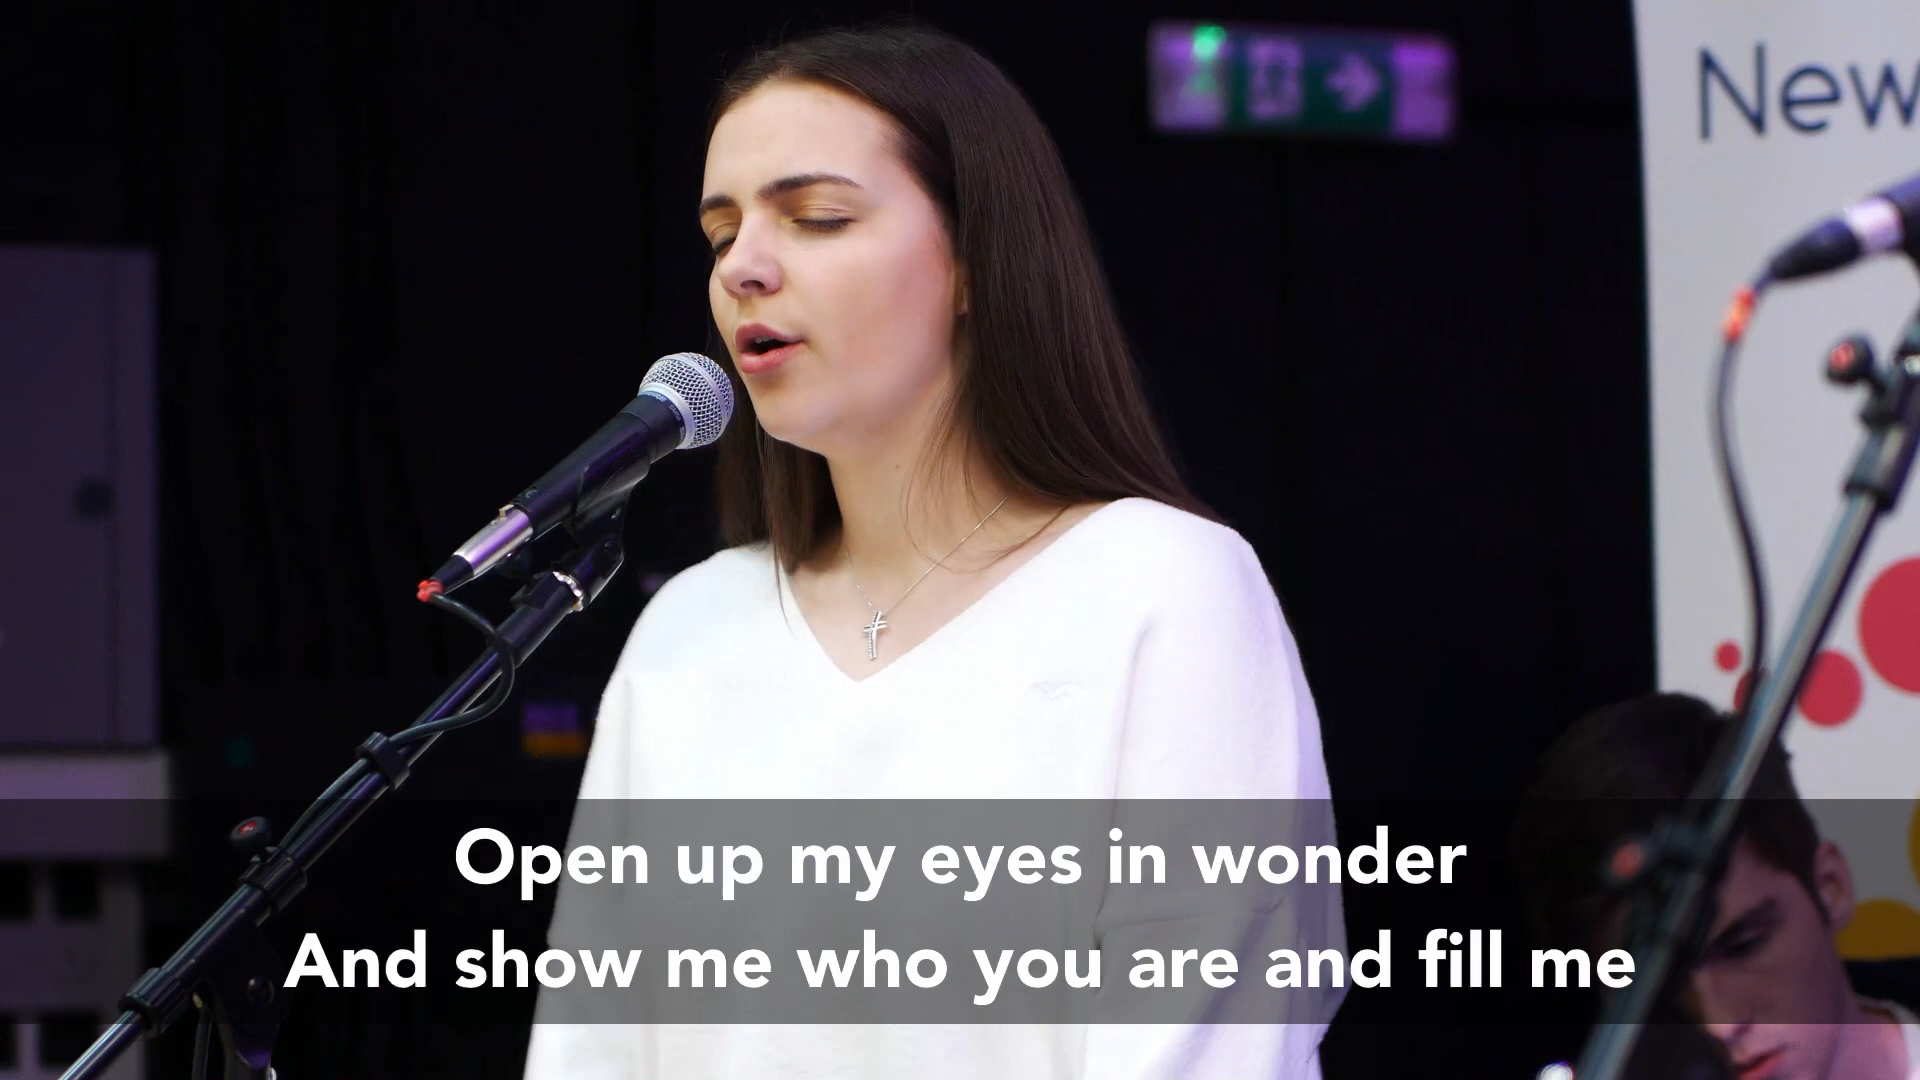 New
Open up my eyes in wonder
And show me who you are and fill me